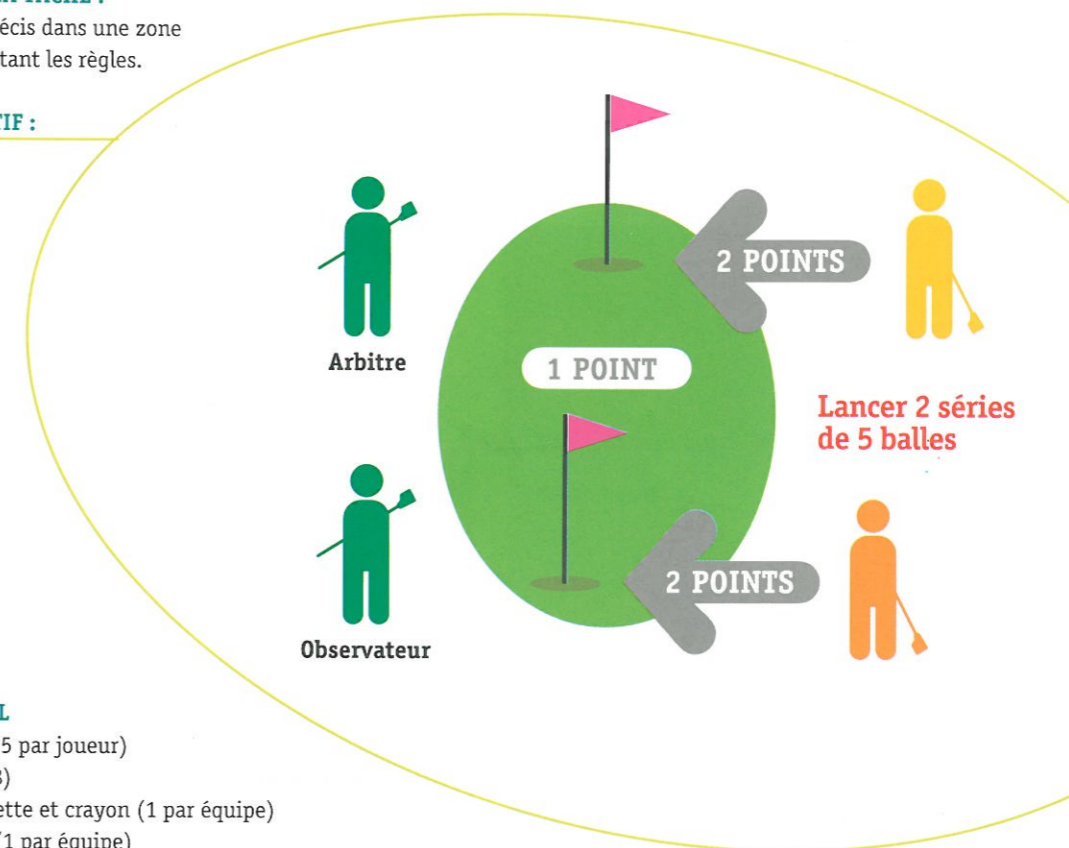 écis dans une zone
tant les règles.
TIF :
2 POINTS
Arbitre
1 POINT
Lancer 2 séries
de 5 balles
2 POINTS
Observateur
L
5 par joueur)
ette et crayon (1 par équipe)
(1 par équipe)